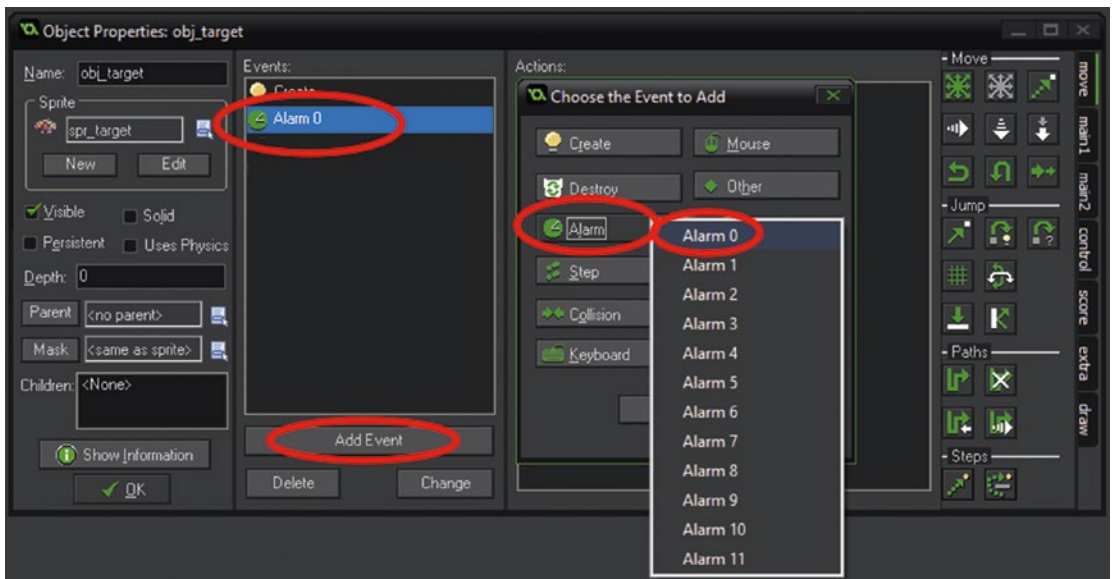 Object Properties: obj_targe
Name: obj_target
Sprite
spr_target
New Edit
Visible Solid
Persistent Uses Physics
Depth: 0
Parent <no parent>
Mask <same as sprite>
Children: <None>
Show Information
OK
Events:
Create
Alarm 0
Add Event
Delete Change
Actions:
Choose the Event to Add
Create Mouse
Destroy Other
Alarm
Step
Collision
Keyboard
Alarm 0
Alarm 1
Alarm 2
Alarm 3
Alarm 4
Alarm 5
Alarm 6
Alarm 7
Alarm 8
Alarm 9
Alarm 10
Alarm 11
Move
Jump
Paths
Steps
move
main1
main2
control
score
extra
draw